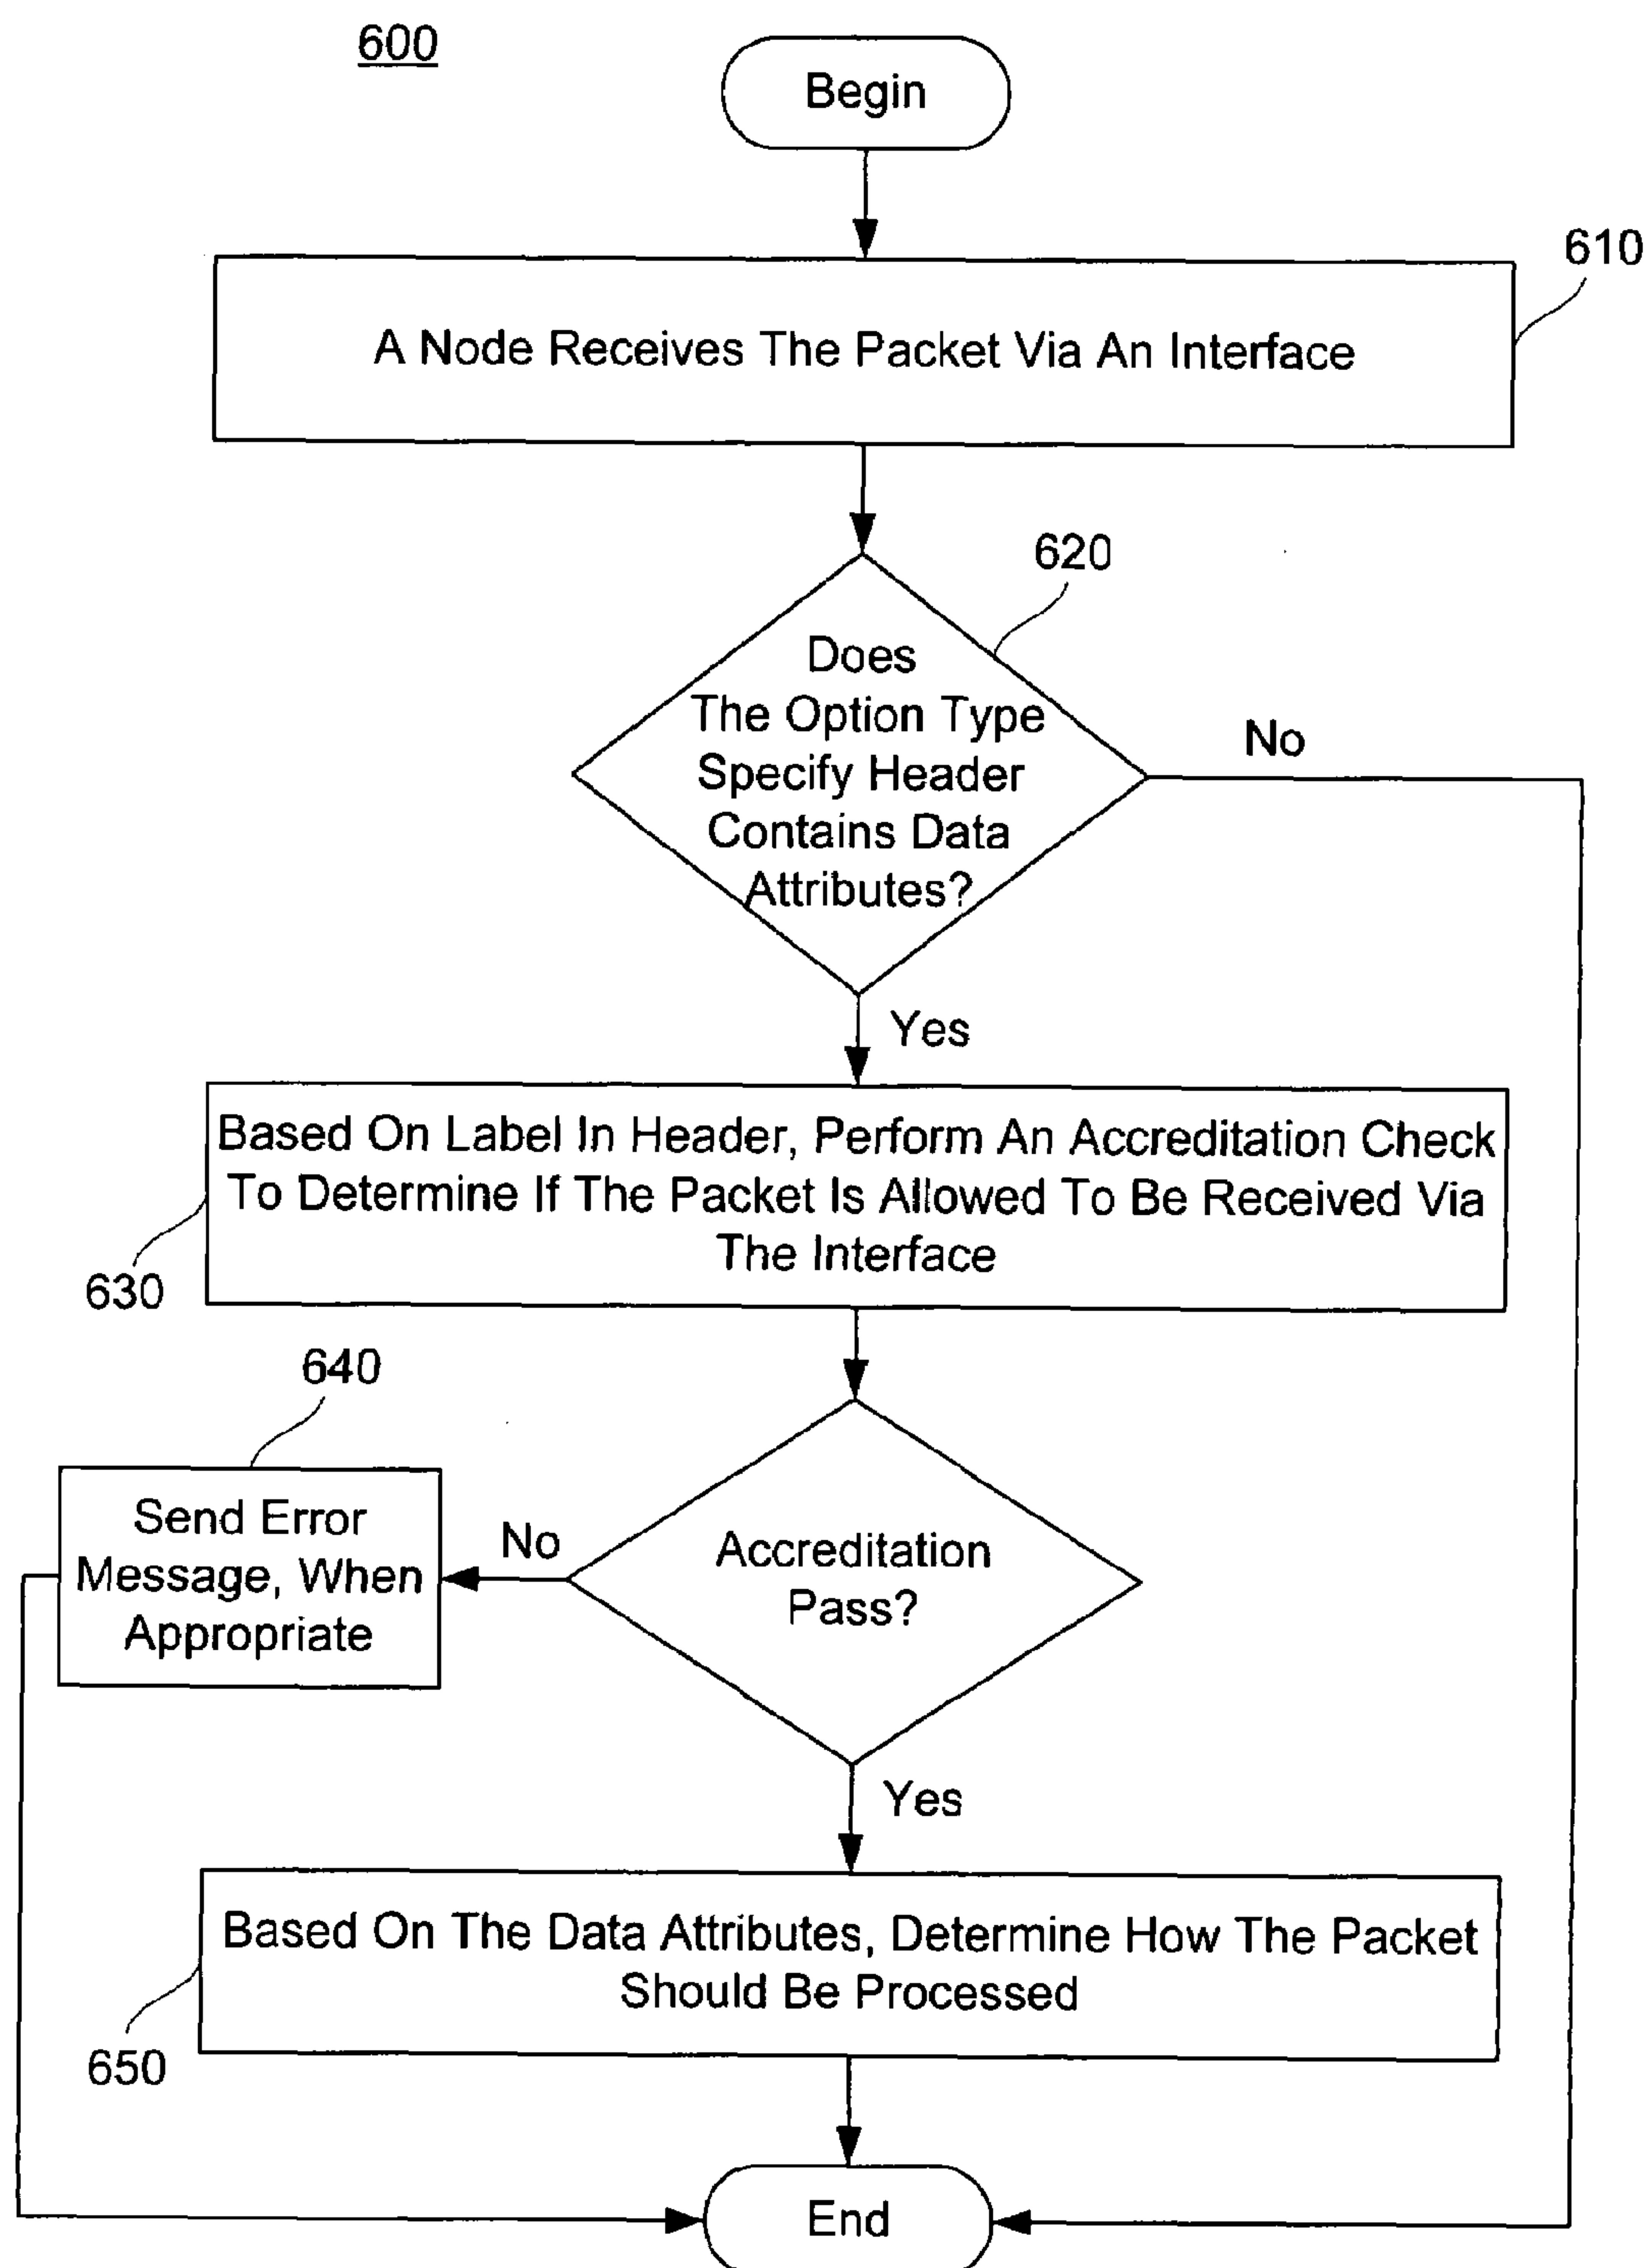 600
Begin
610
A Node Receives The Packet Via An Interface
620
Does
The Option Type
Specify Header
Contains Data
Attributes?
No
Yes
Based On Label In Header, Perform An Accreditation Check
To Determine If The Packet Is Allowed To Be Received Via
The Interface
630
640
Send Error
Message, When
Appropriate
No
Accreditation
Pass?
Yes
Based On The Data Attributes, Determine How The Packet
Should Be Processed
650
End